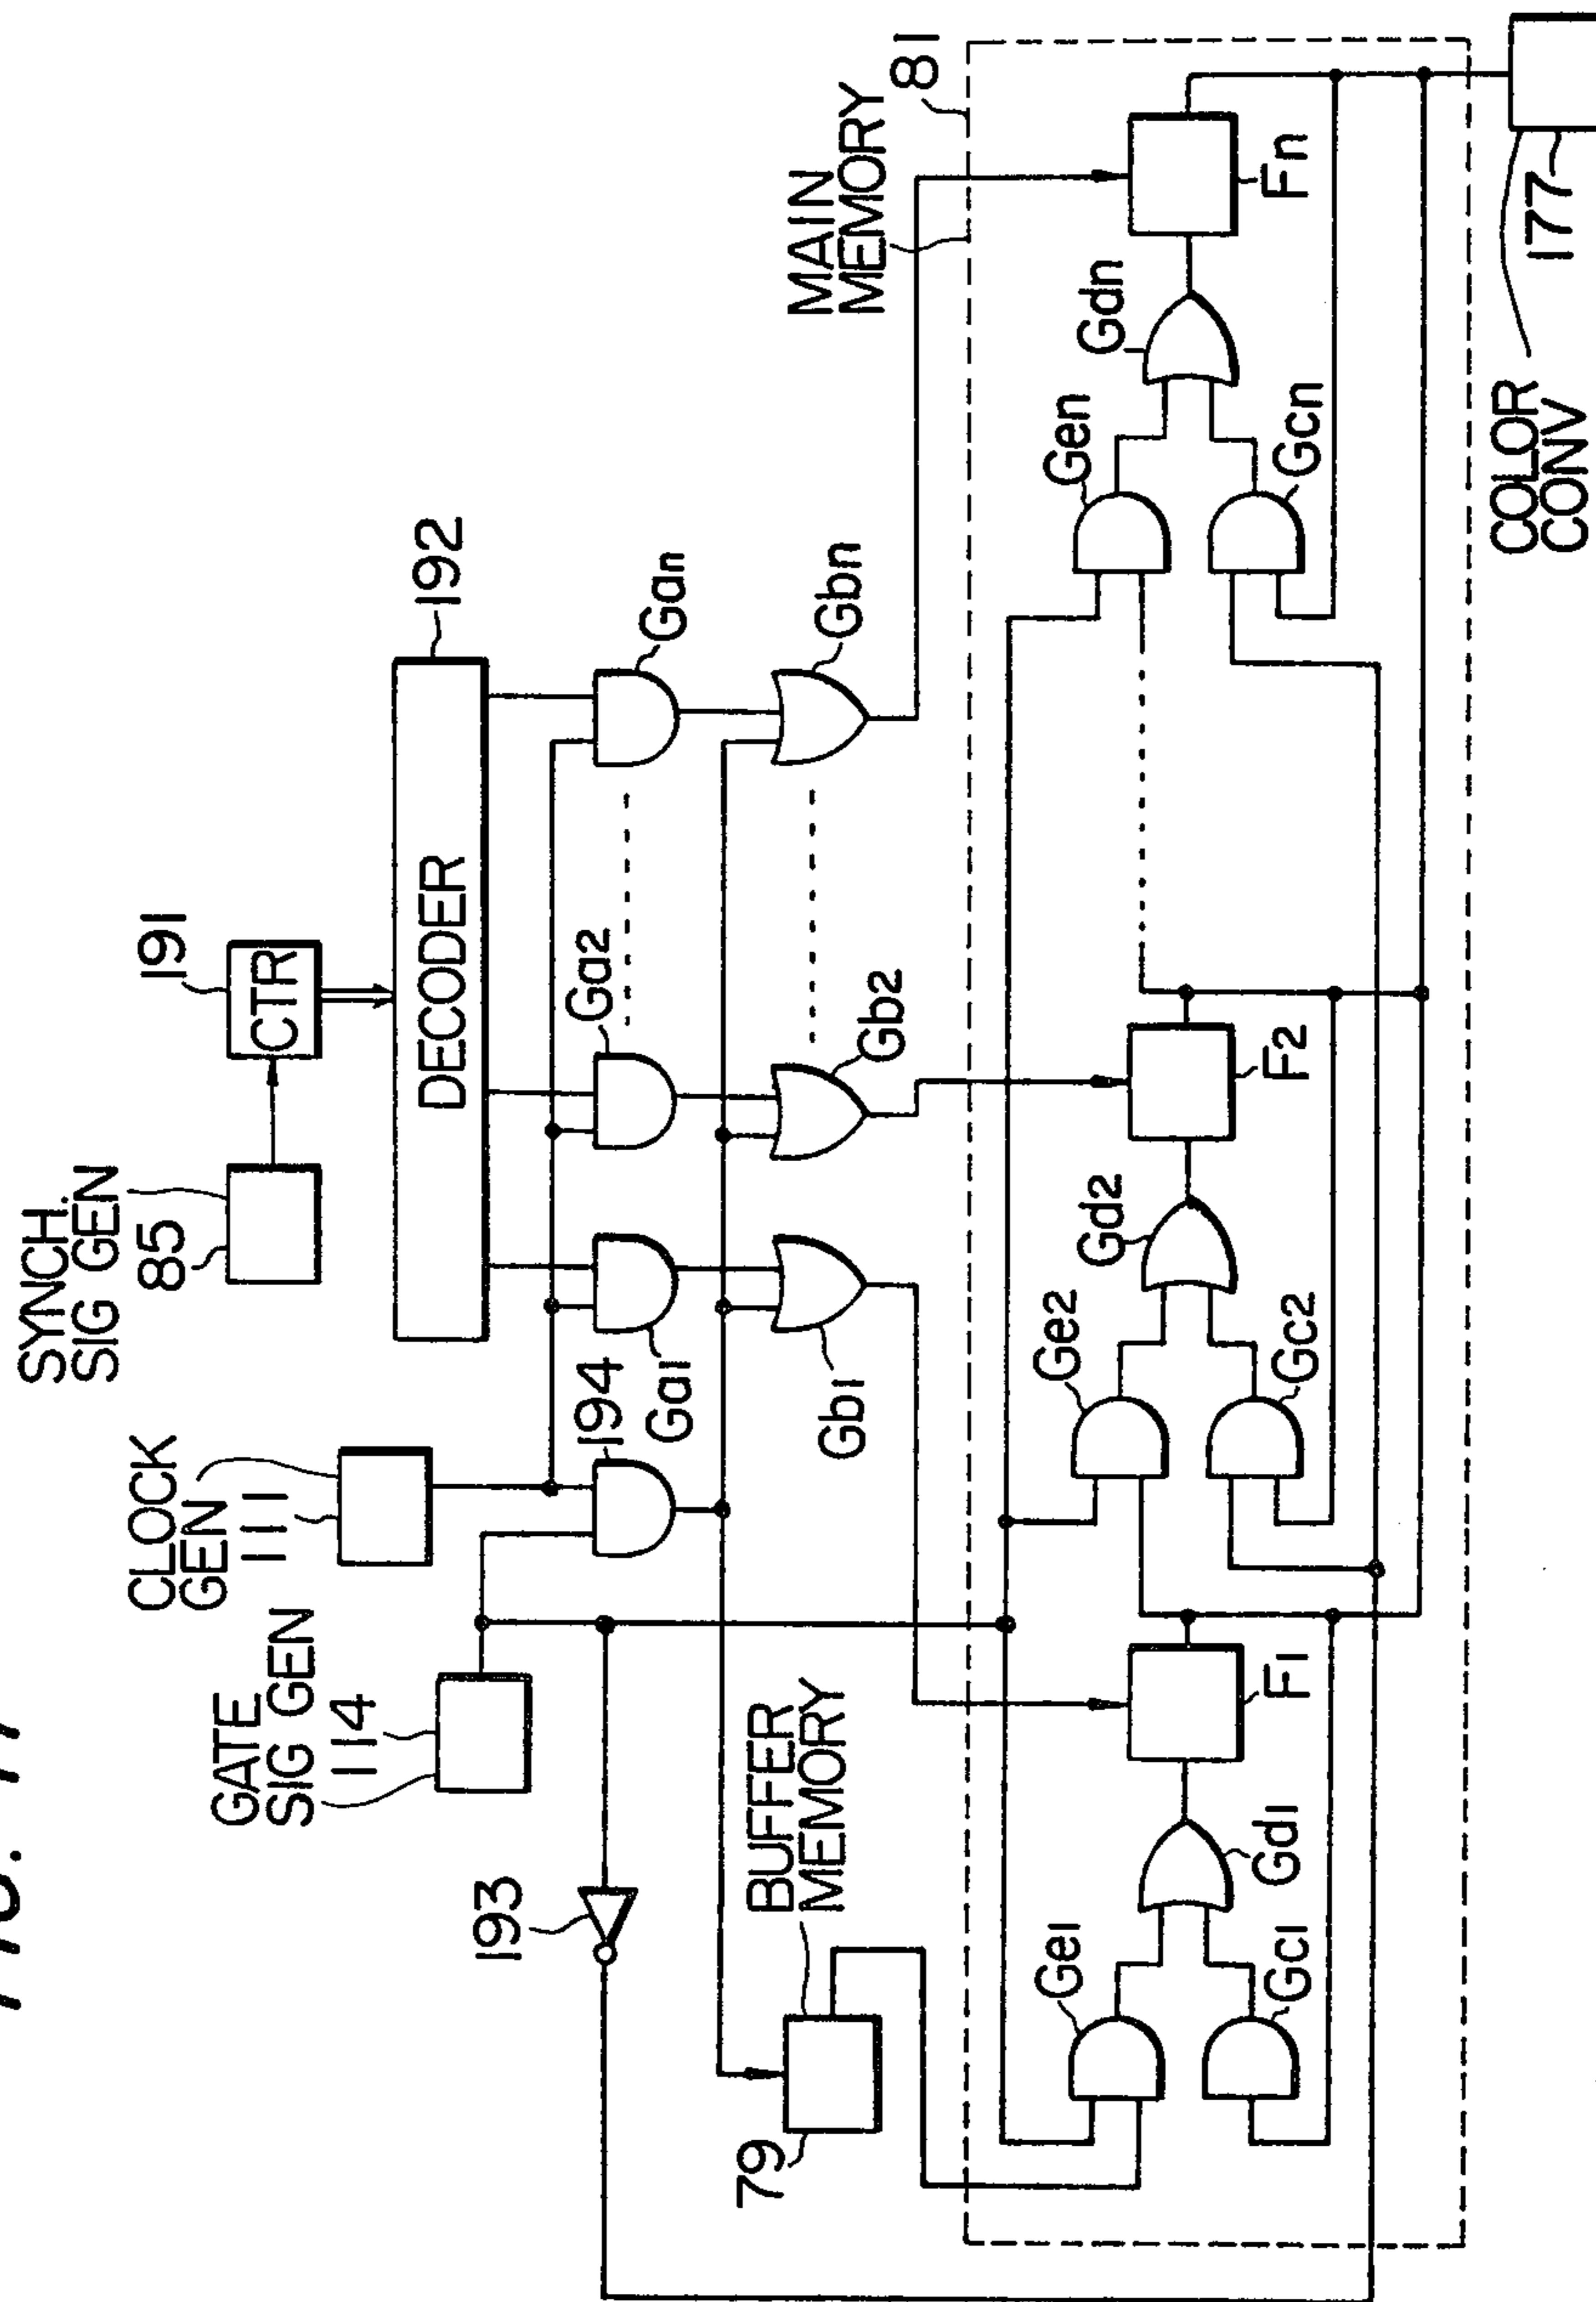 SYNCH.
SIG GEN
85
191
CTR
192
DECODER
CLOCK
GEN
111
GATE
SIG GEN
114
194
Ga1
Ga2
Gan
Gb1
Gb2
Gbn
193
BUFFER
MEMORY
79
MAIN
MEMORY
81
Ge1
Gc1
Gd1
F1
Ge2
Gc2
Gd2
F2
Gen
Gcn
Gdn
Fn
COLOR
CONV
177